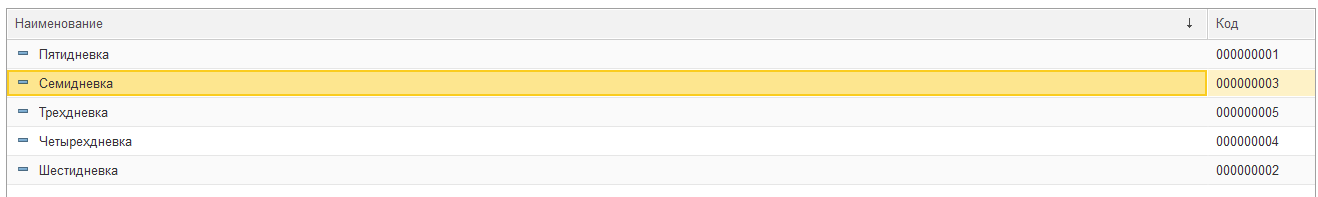 Наименование ↓ Код
Пятидневка 000000001
Семидневка 000000003
Трехдневка 000000005
Четырехдневка 000000004
Шестидневка 000000002